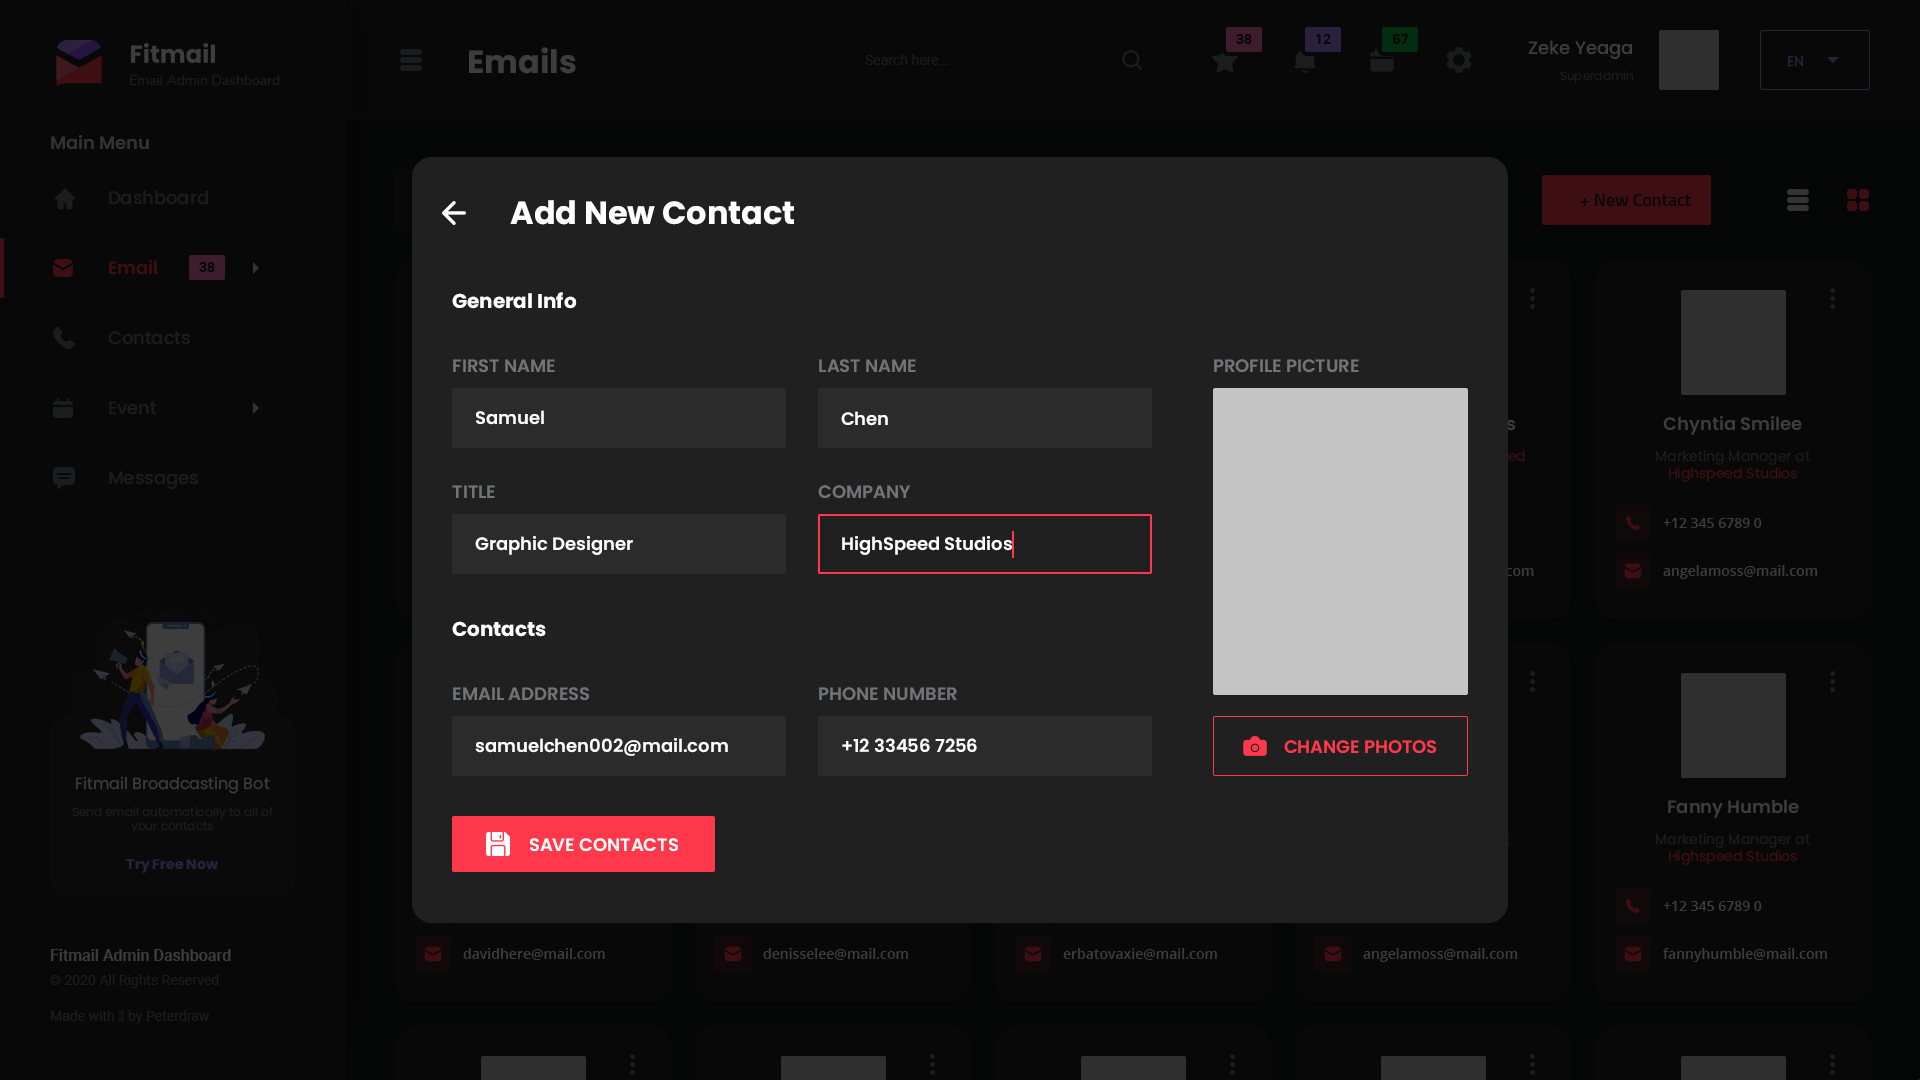 Fitmail
Email Admin Dashboard
Emails
Search here...
38
12
67
Zeke Yeaga
Superadmin
EN
Main Menu
Dashboard
Email
38
Contacts
Event
Messages
Fitmail Broadcasting Bot
Send email automatically to all of
your contacts
Try Free Now
Fitmail Admin Dashboard
© 2020 All Rights Reserved
Made with by Peterdraw
+ New Contact
Add New Contact
General Info
FIRST NAME
Samuel
LAST NAME
Chen
PROFILE PICTURE
TITLE
Graphic Designer
COMPANY
HighSpeed Studios
Contacts
EMAIL ADDRESS
samuelchen002@mail.com
PHONE NUMBER
+12 33456 7256
CHANGE PHOTOS
SAVE CONTACTS
s
ed
com
Chyntia Smilee
Marketing Manager at
Highspeed Studios
+12 345 6789 0
angelamoss@mail.com
Fanny Humble
Marketing Manager at
Highspeed Studios
+12 345 6789 0
davidhere@mail.com
denisselee@mail.com
erbatovaxie@mail.com
angelamoss@mail.com
fannyhumble@mail.com